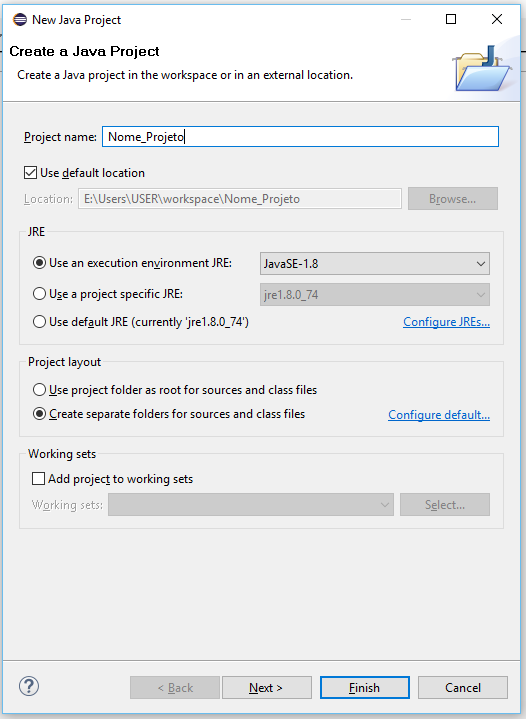 New Java Project
Create a Java Project
Create a Java project in the workspace or in an external location.
Project name: Nome_Projeto
Use default location
Location: E:\Users\USER\workspace\Nome_Projeto Browse...
JRE
Use an execution environment JRE: JavaSE-1.8
Use a project specific JRE: jre1.8.0_74
Use default JRE (currently 'jre1.8.0_74') Configure JREs...
Project layout
Use project folder as root for sources and class files
Create separate folders for sources and class files Configure default...
Working sets
Add project to working sets
Working sets: Select...
? < Back Next > Finish Cancel